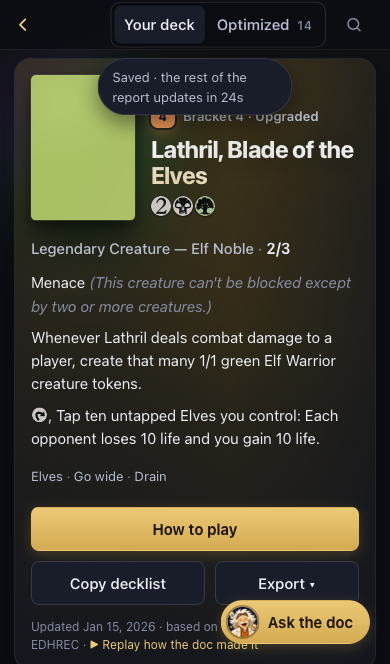 Your deck Optimized 14
Saved · the rest of the
report updates in 24s
4 Bracket 4 · Upgraded
Lathril, Blade of the
Elves
2
Legendary Creature — Elf Noble · 2/3
Menace (This creature can't be blocked except
by two or more creatures.)
Whenever Lathril deals combat damage to a
player, create that many 1/1 green Elf Warrior
creature tokens.
, Tap ten untapped Elves you control: Each
opponent loses 10 life and you gain 10 life.
Elves · Go wide · Drain
How to play
Copy decklist Export ▾
Updated Jan 15, 2026 · based on
EDHREC · ▶ Replay how the doc made it
Ask the doc